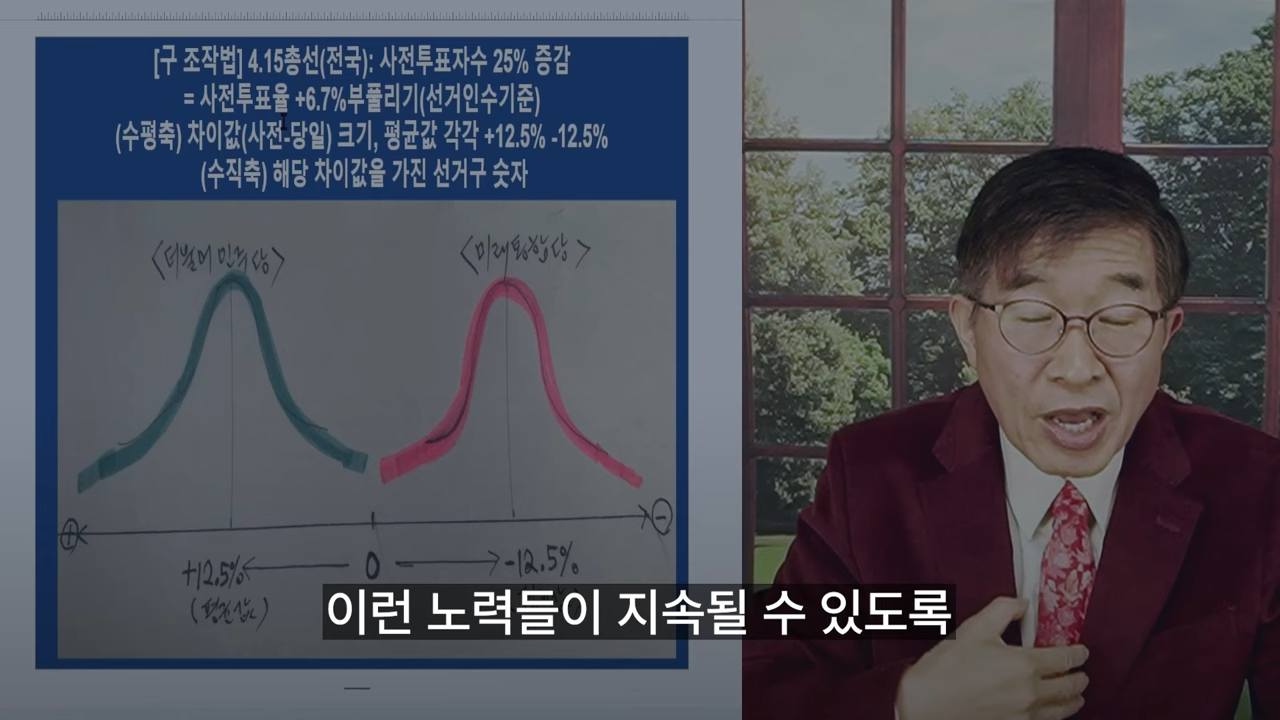 [구 조작법] 4.15총선(전국): 사전투표자수 25% 증감
= 사전투표율 +6.7%부풀리기(선거인수기준)
(수평축) 차이값(사전-당일) 크기, 평균값 각각 +12.5% -12.5%
(수직축) 해당 차이값을 가진 선거구 숫자
<더불어 민주당> <미래통합당>
+ -
+12.5% 0 -12.5%
(평균값)
이런 노력들이 지속될 수 있도록